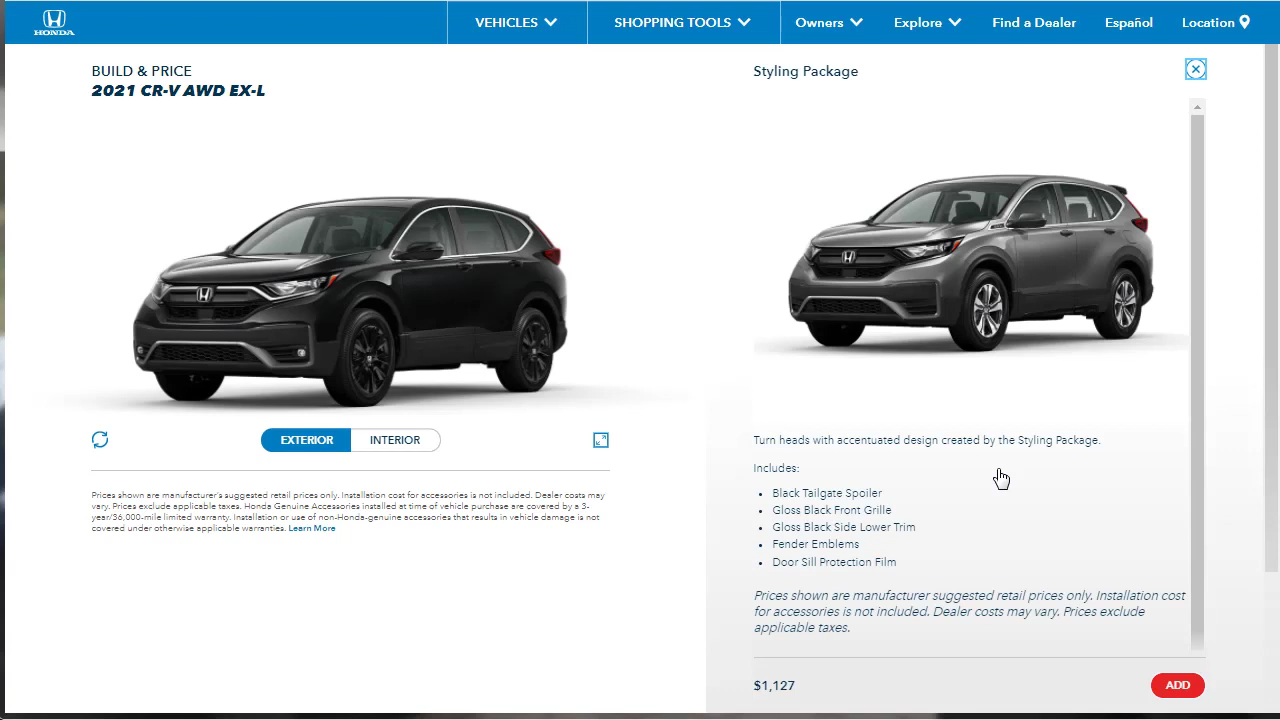 HONDA
VEHICLES
SHOPPING TOOLS
Owners
Explore
Find a Dealer
Español
Location
BUILD & PRICE
2021 CR-V AWD EX-L
EXTERIOR
INTERIOR
Prices shown are manufacturer's suggested retail prices only. Installation cost for accessories is not included. Dealer costs may
vary. Prices exclude applicable taxes. Honda Genuine Accessories installed at time of vehicle purchase are covered by a 3-
year/36,000-mile limited warranty. Installation or use of non-Honda-genuine accessories that results in vehicle damage is not
covered under otherwise applicable warranties. Learn More
Styling Package
Turn heads with accentuated design created by the Styling Package.
Includes:
Black Tailgate Spoiler
Gloss Black Front Grille
Gloss Black Side Lower Trim
Fender Emblems
Door Sill Protection Film
Prices shown are manufacturer suggested retail prices only. Installation cost
for accessories is not included. Dealer costs may vary. Prices exclude
applicable taxes.
$1,127
ADD